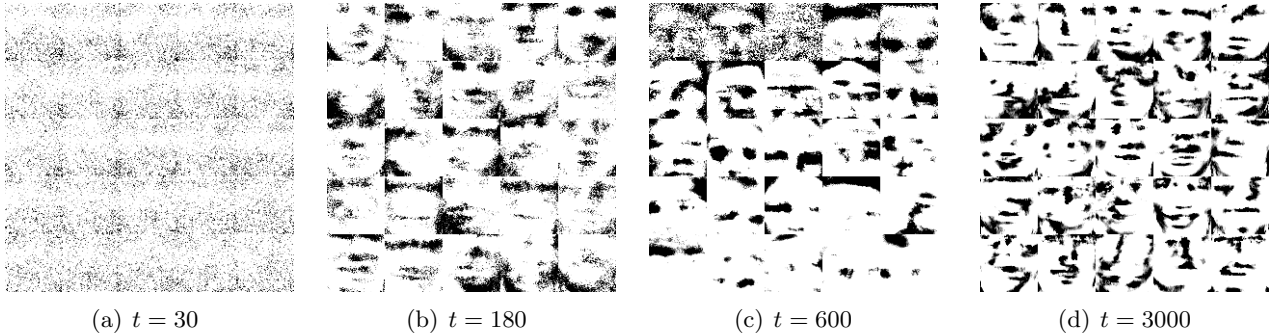 (a) t = 30
(b) t = 180
(c) t = 600
(d) t = 3000